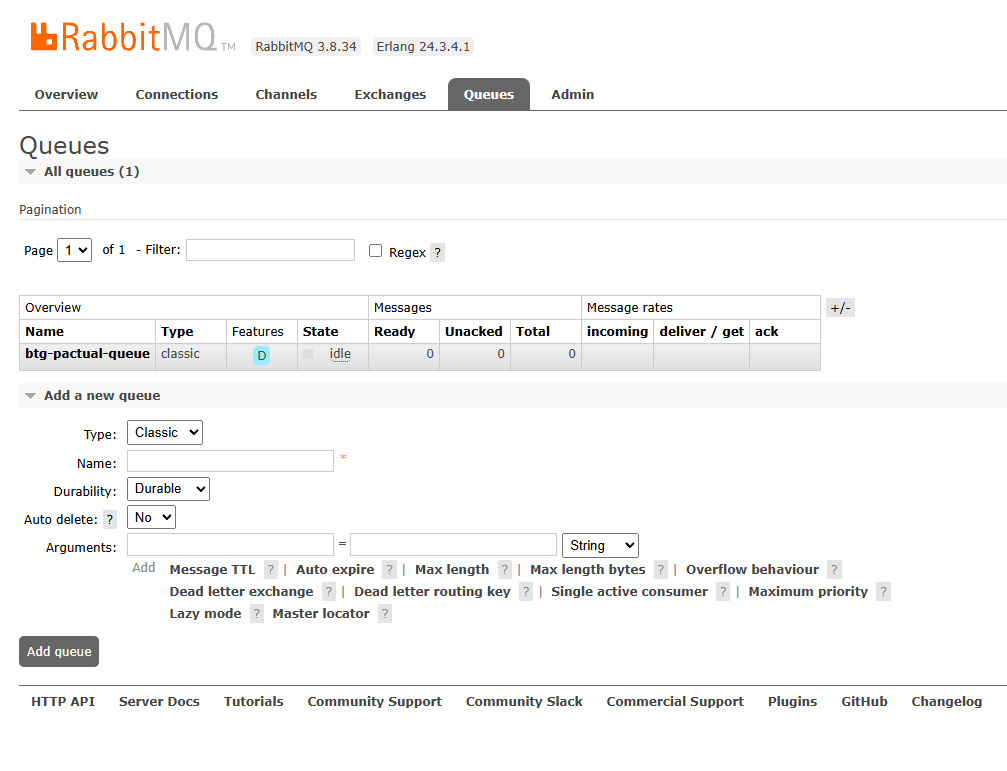 RabbitMQ TM RabbitMQ 3.8.34 Erlang 24.3.4.1
Overview Connections Channels Exchanges Queues Admin
Queues
All queues (1)
Pagination
Page 1 of 1 - Filter: Regex ?
Overview Messages Message rates +/-
Name Type Features State Ready Unacked Total incoming deliver / get ack
btg-pactual-queue classic D idle 0 0 0
Add a new queue
Type: Classic
Name: *
Durability: Durable
Auto delete: ? No
Arguments: = String
Add Message TTL ? | Auto expire ? | Max length ? | Max length bytes ? | Overflow behaviour ?
Dead letter exchange ? | Dead letter routing key ? | Single active consumer ? | Maximum priority ?
Lazy mode ? Master locator ?
Add queue
HTTP API Server Docs Tutorials Community Support Community Slack Commercial Support Plugins GitHub Changelog